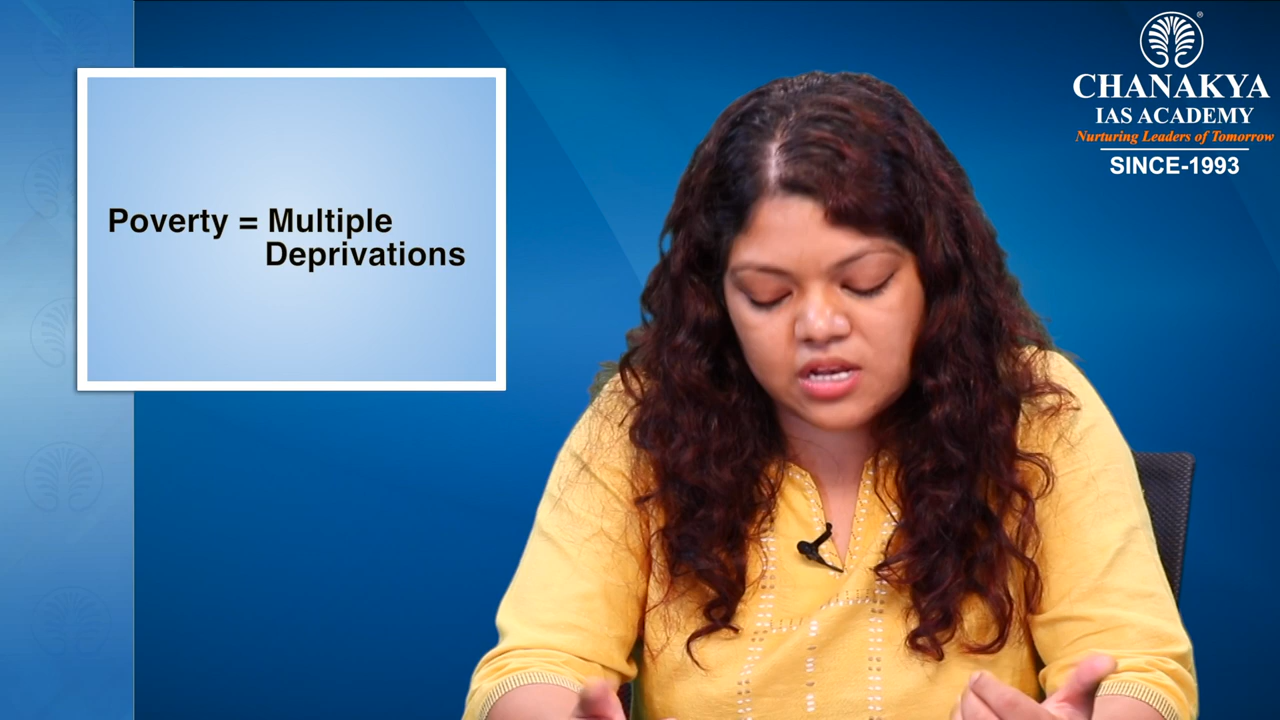 Poverty = Multiple
Deprivations
CHANAKYA
IAS ACADEMY
Nurturing Leaders of Tomorrow
SINCE-1993